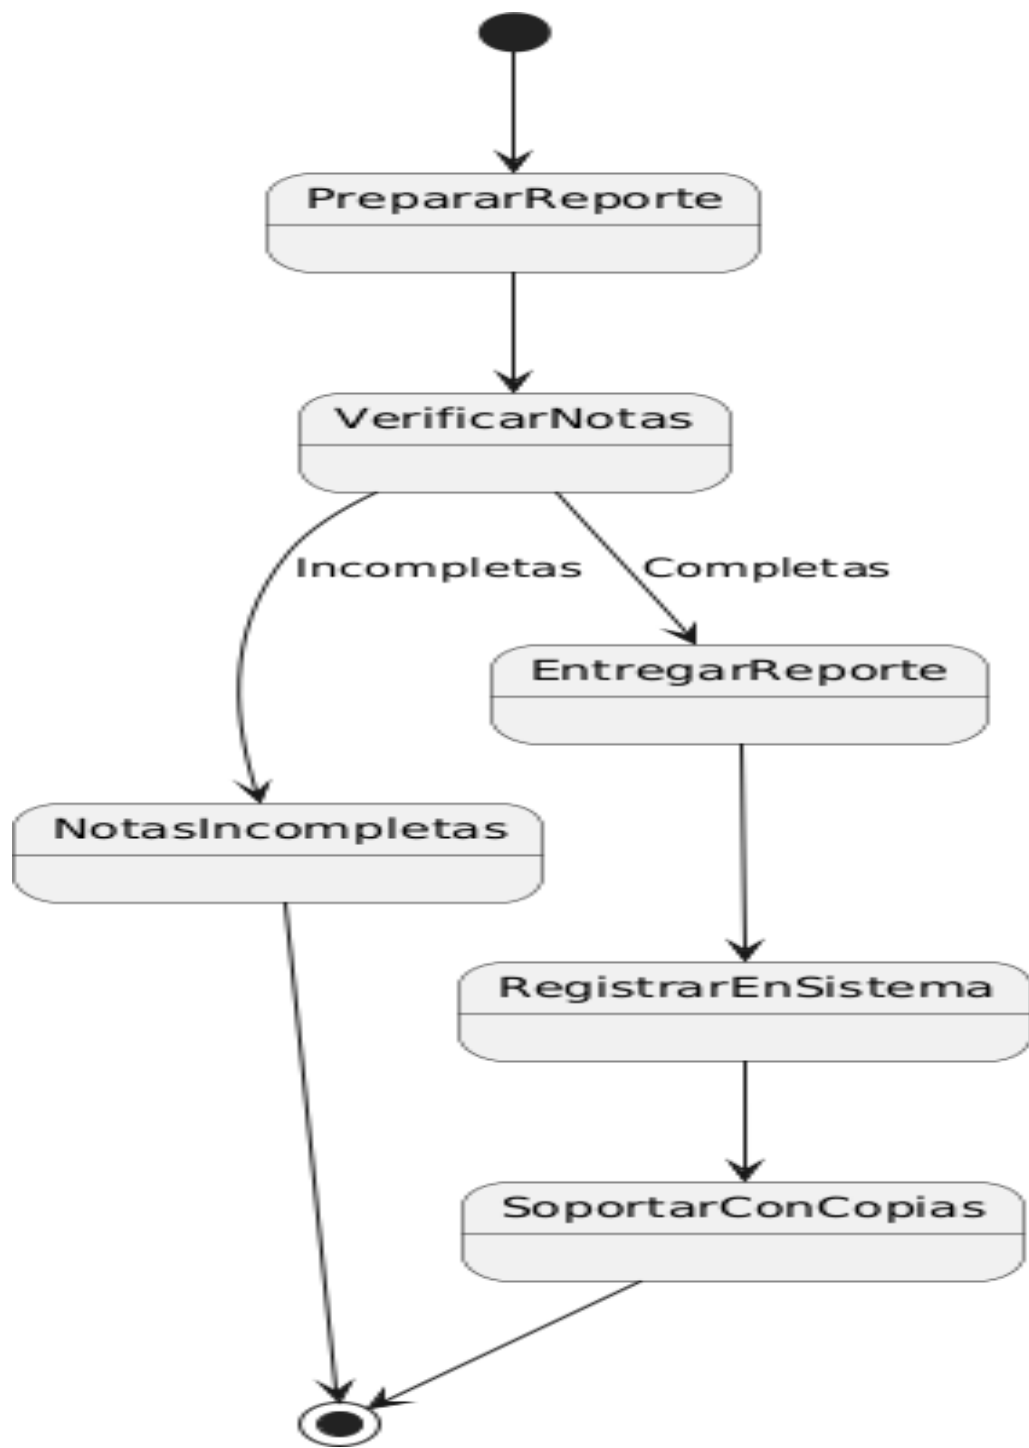 PrepararReporte
VerificarNotas
Incompletas
Completas
EntregarReporte
NotasIncompletas
RegistrarEnSistema
SoportarConCopias